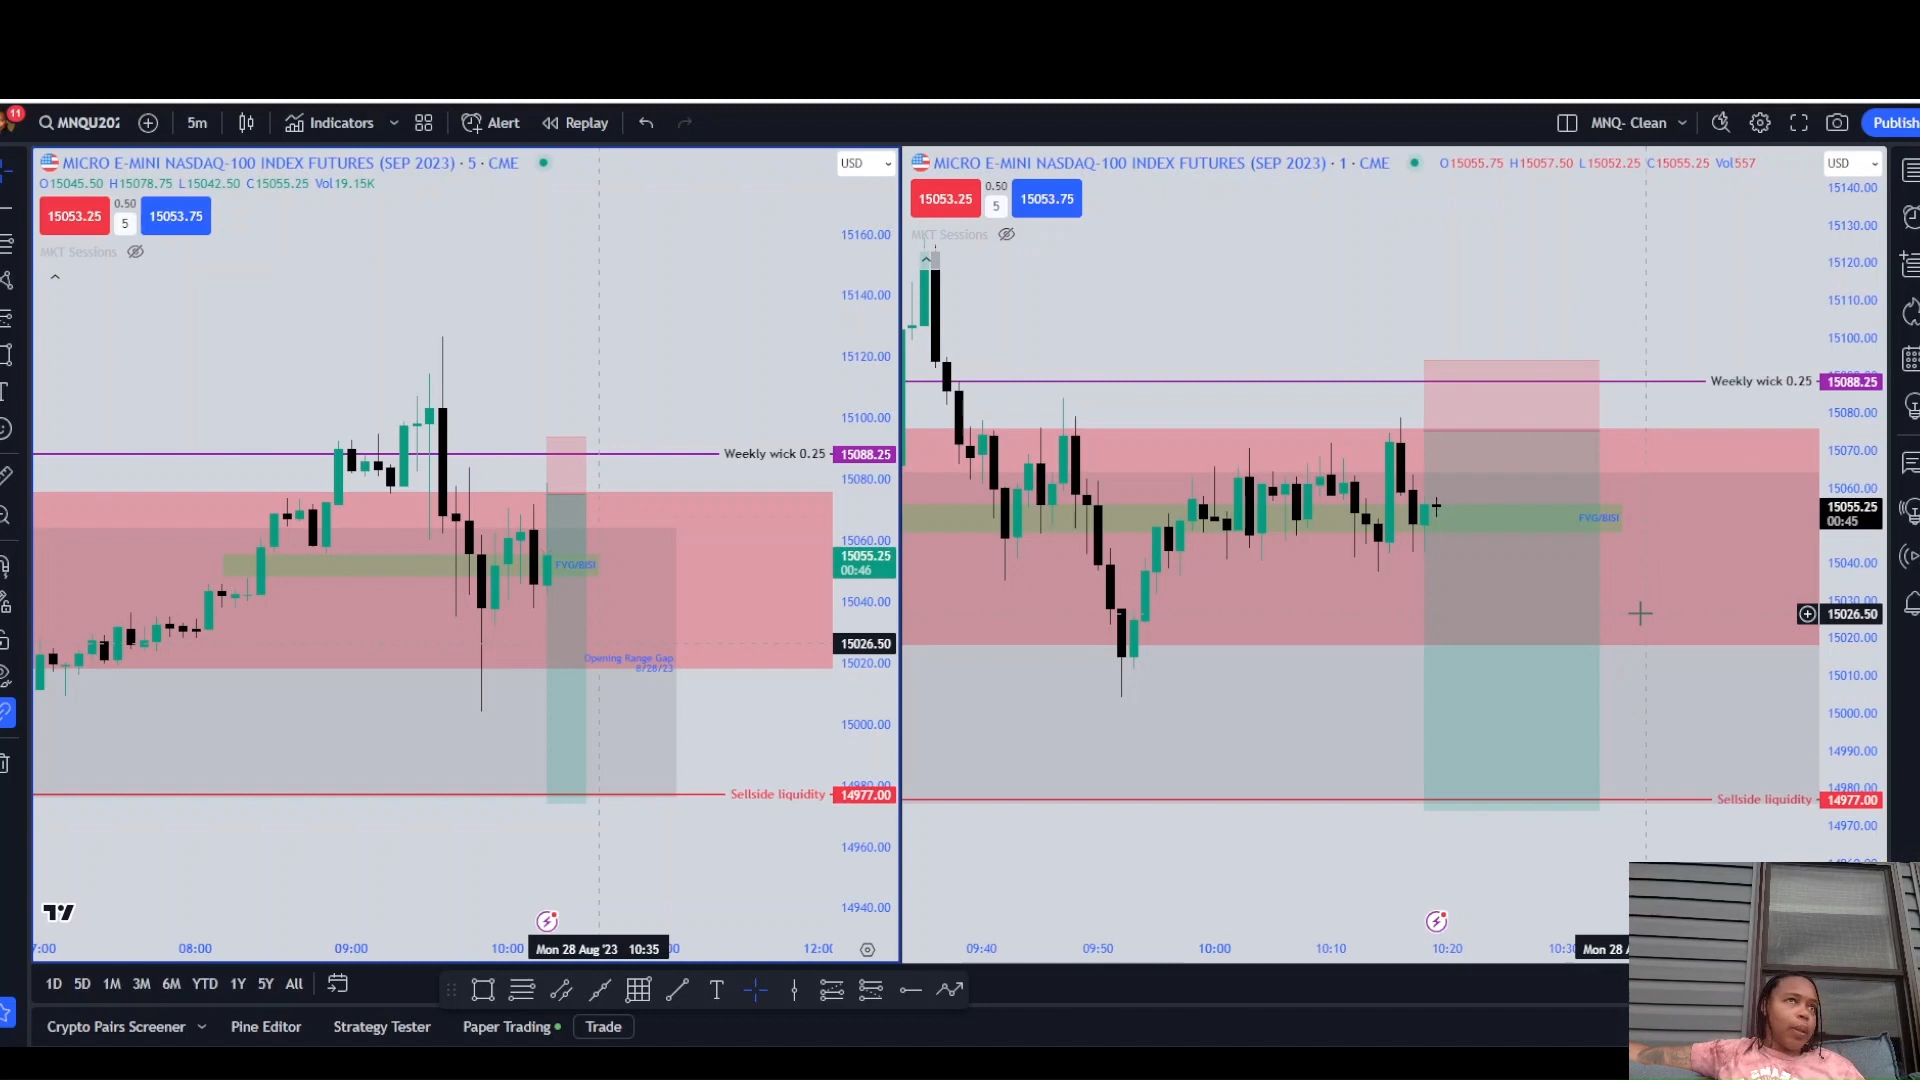 11
MNQU202
5m
Indicators
Alert
Replay
MNQ- Clean
Publish
MICRO E-MINI NASDAQ-100 INDEX FUTURES (SEP 2023) · 5 · CME
USD
O15045.50 H15078.75 L15042.50 C15055.25 Vol19.15K
15053.25
0.50
5
15053.75
MKT Sessions
15160.00
15140.00
15120.00
15100.00
Weekly wick 0.25
15088.25
15080.00
15060.00
15055.25
00:46
FVG/BISI
15040.00
15026.50
Opening Range Gap
8/28/23
15020.00
15000.00
14980.00
Sellside liquidity
14977.00
14960.00
14940.00
08:00
09:00
10:00
Mon 28 Aug '23 10:35
MICRO E-MINI NASDAQ-100 INDEX FUTURES (SEP 2023) · 1 · CME
O15055.75 H15057.50 L15052.25 C15055.25 Vol557
USD
15053.25
0.50
5
15053.75
MKT Sessions
15140.00
15130.00
15120.00
15110.00
15100.00
Weekly wick 0.25
15088.25
15080.00
15070.00
15060.00
15055.25
00:45
FVG/BISI
15040.00
15030.00
15026.50
15020.00
15010.00
15000.00
14990.00
14980.00
Sellside liquidity
14977.00
14970.00
09:40
09:50
10:00
10:10
10:20
Mon 28
1D 5D 1M 3M 6M YTD 1Y 5Y All
Crypto Pairs Screener
Pine Editor
Strategy Tester
Paper Trading
Trade